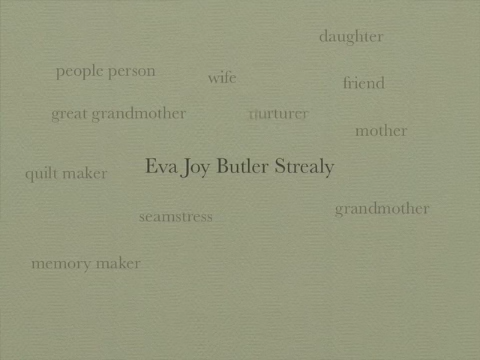 daughter
people person
wife
friend
great grandmother
nurturer
mother
Eva Joy Butler Strealy
quilt maker
grandmother
seamstress
memory maker